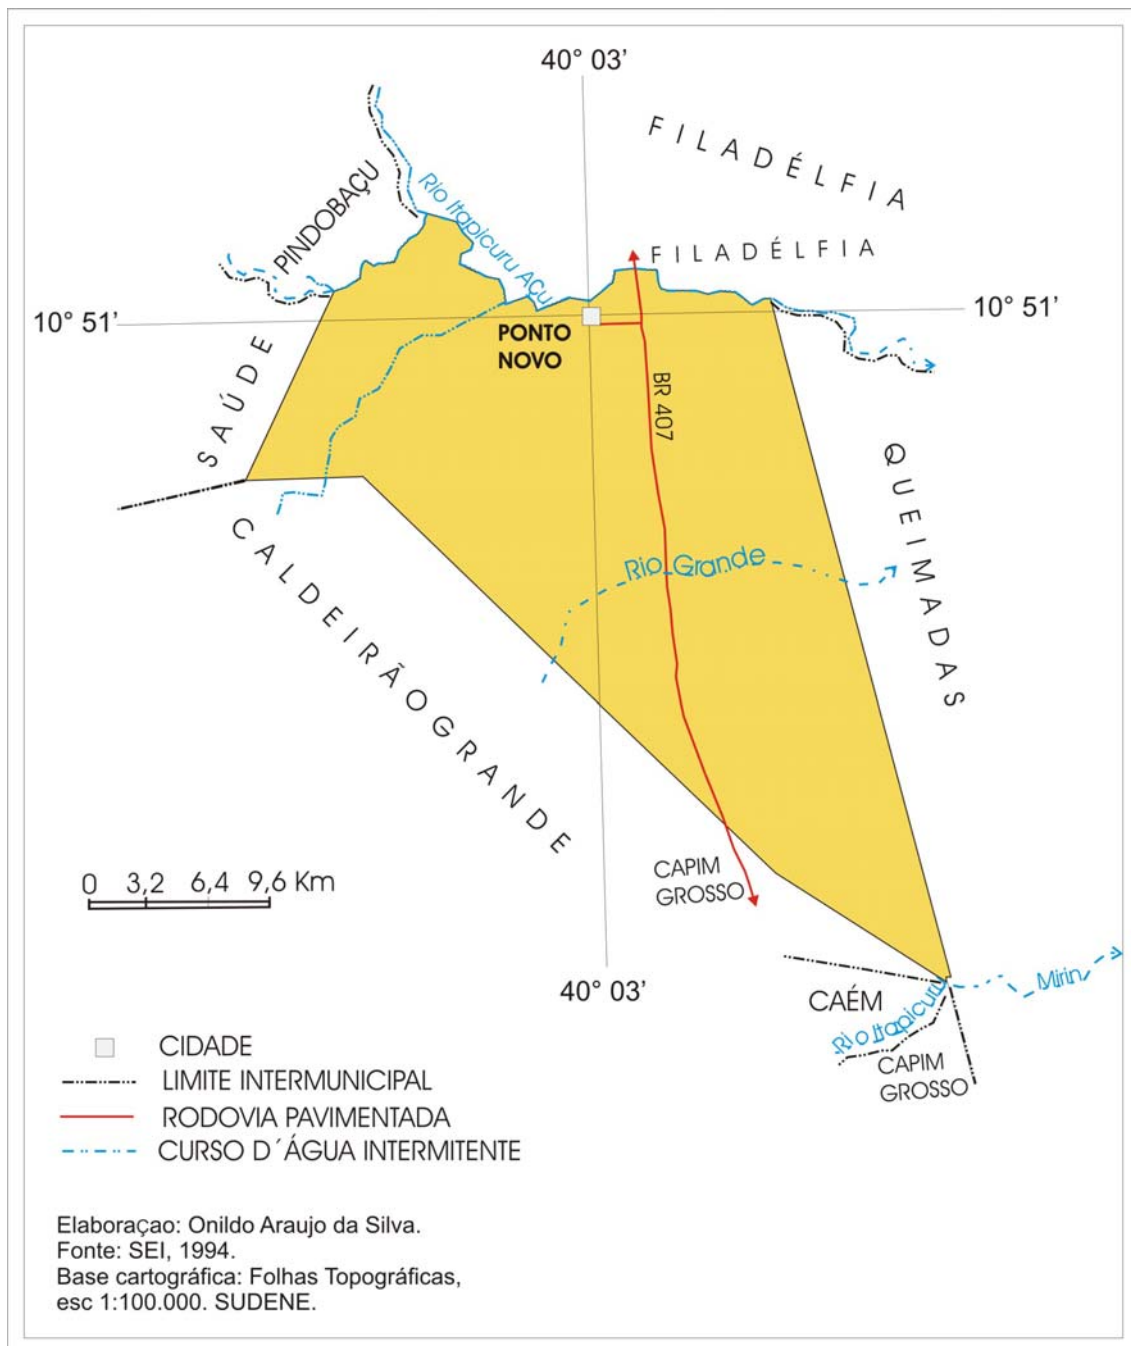 40° 03’
FILADÉLFIA
PINDOBAÇU
Rio Itapicuru Açu
FILADÉLFIA
10° 51’
10° 51’
PONTO
NOVO
SAÚDE
BR 407
QUEIMADAS
CALDEIRÃO GRANDE
Rio Grande
0 3,2 6,4 9,6 Km
CAPIM
GROSSO
40° 03’
CAÉM
Rio Itapicuru
Mirin
CAPIM
GROSSO
CIDADE
LIMITE INTERMUNICIPAL
RODOVIA PAVIMENTADA
CURSO D´ÁGUA INTERMITENTE
Elaboraçao: Onildo Araujo da Silva.
Fonte: SEI, 1994.
Base cartográfica: Folhas Topográficas,
esc 1:100.000. SUDENE.